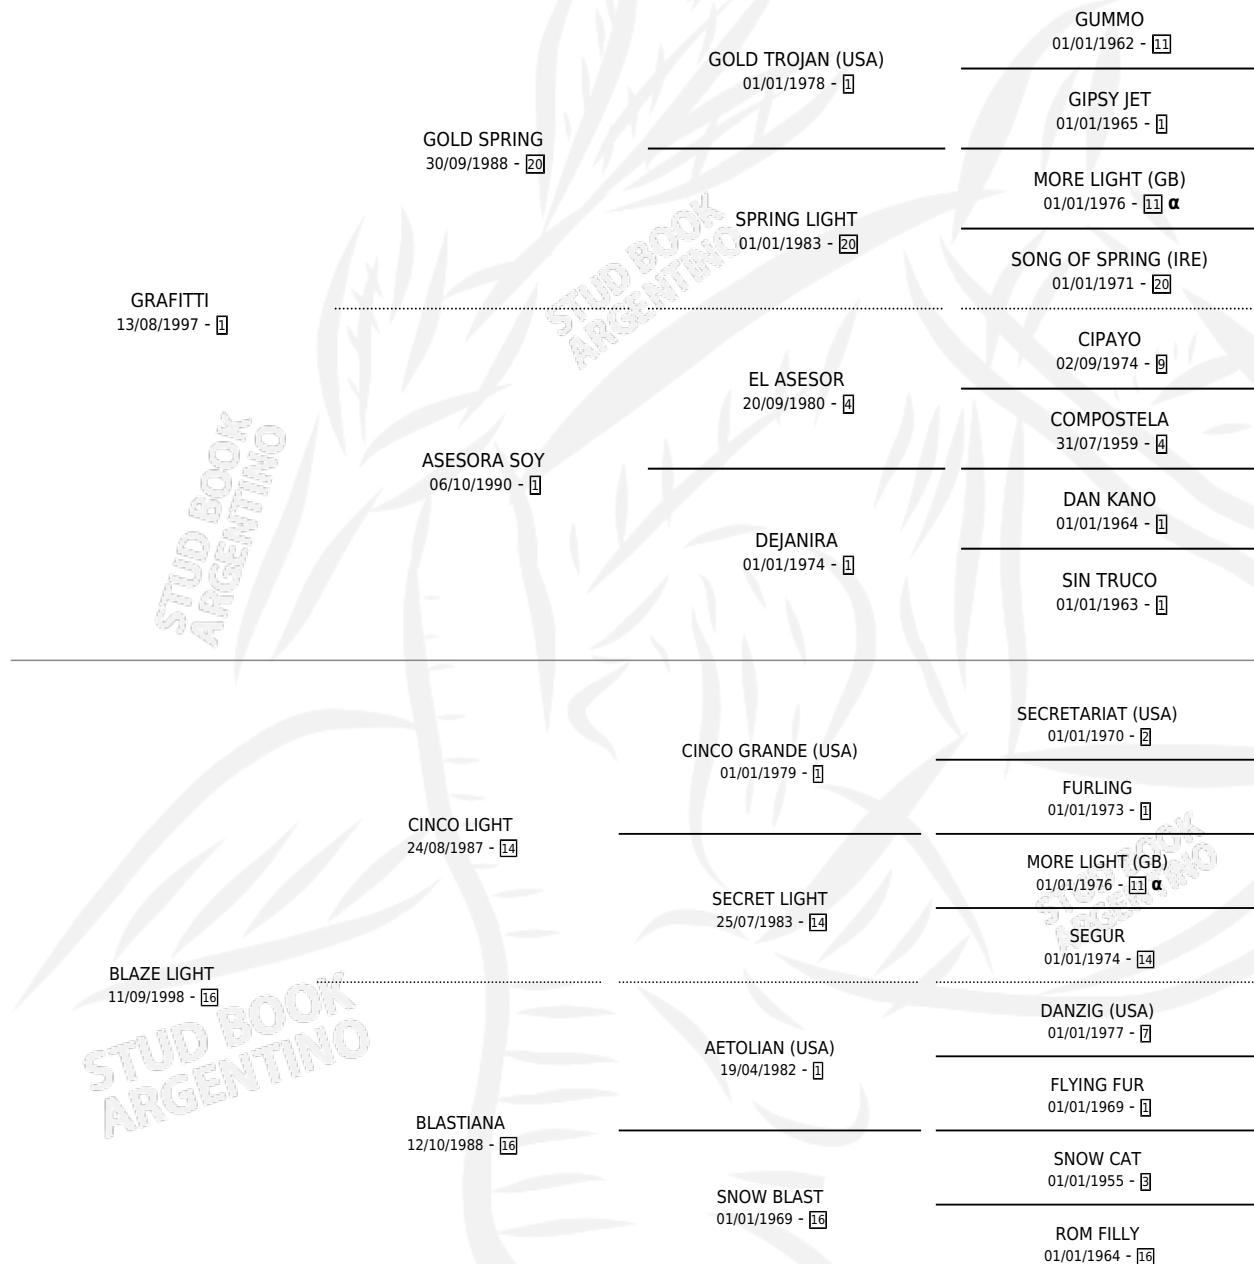 GRAFITTI
13/08/1997 - 1
GOLD SPRING
30/09/1988 - 20
GOLD TROJAN (USA)
01/01/1978 - 1
GUMMO
01/01/1962 - 11
GIPSY JET
01/01/1965 - 1
SPRING LIGHT
01/01/1983 - 20
MORE LIGHT (GB)
01/01/1976 - 11 α
SONG OF SPRING (IRE)
01/01/1971 - 20
ASESORA SOY
06/10/1990 - 1
EL ASESOR
20/09/1980 - 4
CIPAYO
02/09/1974 - 9
COMPOSTELA
31/07/1959 - 4
DEJANIRA
01/01/1974 - 1
DAN KANO
01/01/1964 - 1
SIN TRUCO
01/01/1963 - 1
BLAZE LIGHT
11/09/1998 - 16
CINCO LIGHT
24/08/1987 - 14
CINCO GRANDE (USA)
01/01/1979 - 1
SECRETARIAT (USA)
01/01/1970 - 2
FURLING
01/01/1973 - 1
SECRET LIGHT
25/07/1983 - 14
MORE LIGHT (GB)
01/01/1976 - 11 α
SEGUR
01/01/1974 - 14
BLASTIANA
12/10/1988 - 16
AETOLIAN (USA)
19/04/1982 - 1
DANZIG (USA)
01/01/1977 - 7
FLYING FUR
01/01/1969 - 1
SNOW BLAST
01/01/1969 - 16
SNOW CAT
01/01/1955 - 3
ROM FILLY
01/01/1964 - 16
STUD BOOK
ARGENTINO
STUD BOOK
ARGENTINO
STUD BOOK
ARGENTINO
STUD BOOK
ARGENTINO